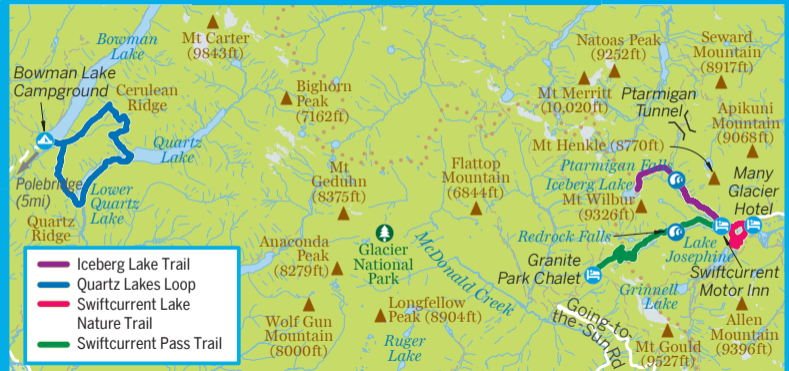 Bowman
Lake
Mt Carter
(9843ft)
Natoas Peak
(9252ft)
Seward
Mountain
(8917ft)
Bowman Lake
Campground
Cerulean
Ridge
Bighorn
Peak
(7162ft)
Mt Merritt
(10,020ft)
Ptarmigan
Tunnel
Apikuni
Mountain
(9068ft)
Quartz
Lake
Mt Henkle (8770ft)
Polebridge
(5mi)
Lower
Quartz
Lake
Quartz
Ridge
Mt
Geduhn
(8375ft)
Flattop
Mountain
(6844ft)
Ptarmigan Falls
Iceberg Lake
Mt Wilbur
(9326ft)
Many
Glacier
Hotel
Anaconda
Peak
(8279ft)
Glacier
National
Park
McDonald Creek
Redrock Falls
Granite
Park Chalet
Lake
Josephine
Swiftcurrent
Motor Inn
Iceberg Lake Trail
Quartz Lakes Loop
Swiftcurrent Lake
Nature Trail
Swiftcurrent Pass Trail
Wolf Gun
Mountain
(8000ft)
Longfellow
Peak (8904ft)
Ruger
Lake
Going-to-
the-Sun Rd
Grinnell
Lake
Mt Gould
(9527ft)
Allen
Mountain
(9396ft)